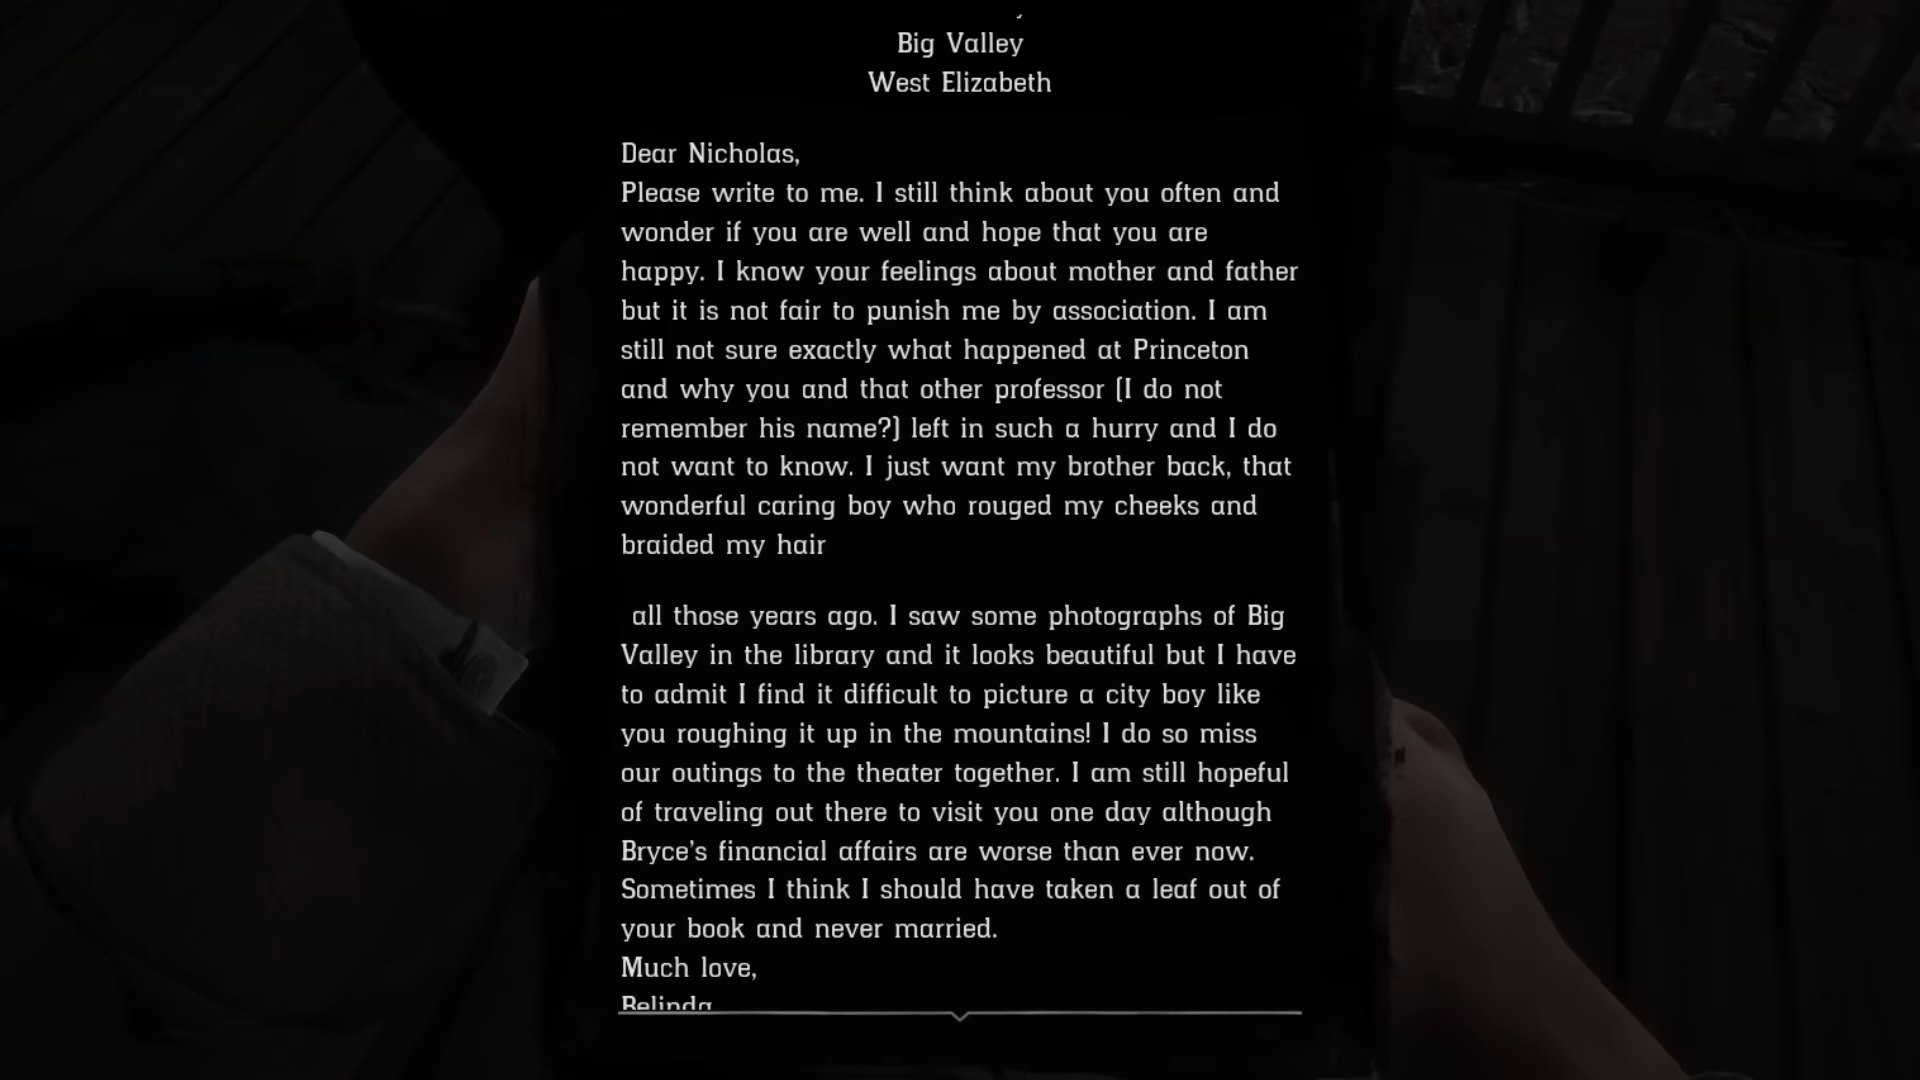 Big Valley
West Elizabeth
Dear Nicholas,
Please write to me. I still think about you often and
wonder if you are well and hope that you are
happy. I know your feelings about mother and father
but it is not fair to punish me by association. I am
still not sure exactly what happened at Princeton
and why you and that other professor (I do not
remember his name?) left in such a hurry and I do
not want to know. I just want my brother back, that
wonderful caring boy who rouged my cheeks and
braided my hair
all those years ago. I saw some photographs of Big
Valley in the library and it looks beautiful but I have
to admit I find it difficult to picture a city boy like
you roughing it up in the mountains! I do so miss
our outings to the theater together. I am still hopeful
of traveling out there to visit you one day although
Bryce's financial affairs are worse than ever now.
Sometimes I think I should have taken a leaf out of
your book and never married.
Much love,
Belinda